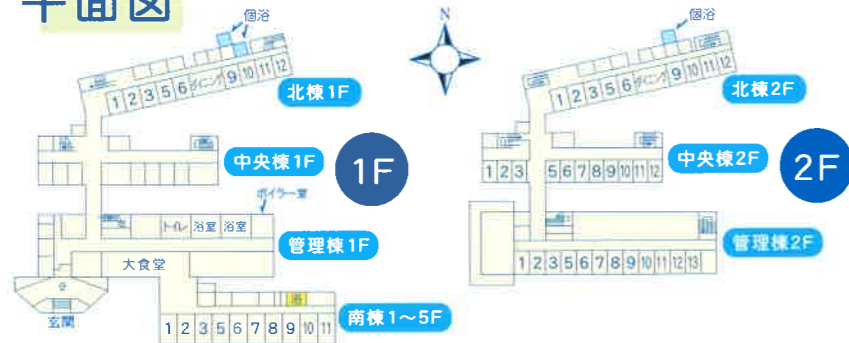 平面図
個浴
N
個浴
1 2 3 5 6 ダイニング 9 10 11 12
北棟1F
1 2 3 5 6 ダイニング 9 10 11 12
北棟2F
中央棟1F
1F
1 2 3 5 6 7 8 9 10 11 12
中央棟2F
2F
ボイラー室
トイレ 浴室 浴室
管理棟1F
管理棟2F
大食堂
1 2 3 5 6 7 8 9 10 11 12 13
玄関
浴
南棟1~5F
1 2 3 5 6 7 8 9 10 11